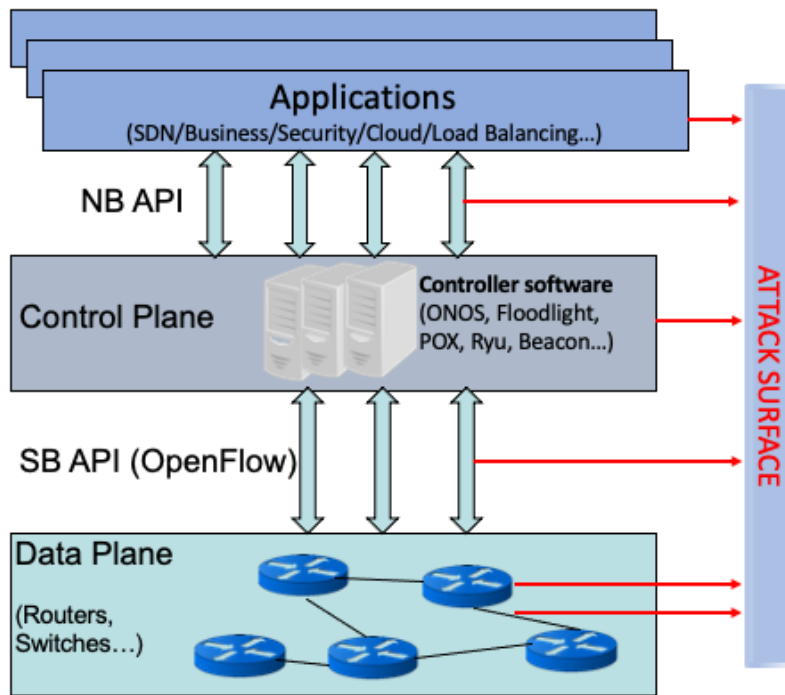 Applications
(SDN/Business/Security/Cloud/Load Balancing...)
NB API
Control Plane
Controller software
(ONOS, Floodlight,
POX, Ryu, Beacon...)
SB API (OpenFlow)
Data Plane
(Routers,
Switches...)
ATTACK SURFACE